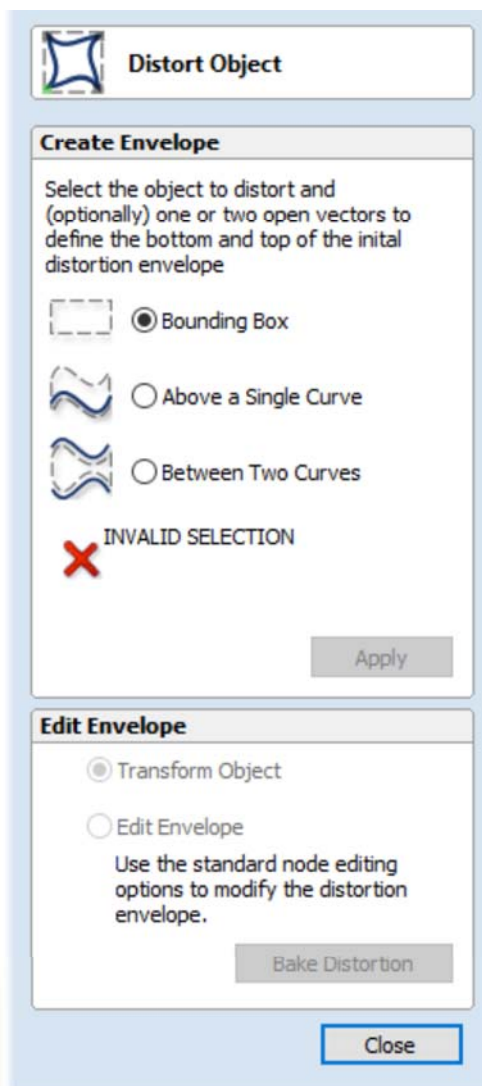 Distort Object
Create Envelope
Select the object to distort and
(optionally) one or two open vectors to
define the bottom and top of the inital
distortion envelope
Bounding Box
Above a Single Curve
Between Two Curves
INVALID SELECTION
Apply
Edit Envelope
Transform Object
Edit Envelope
Use the standard node editing
options to modify the distortion
envelope.
Bake Distortion
Close